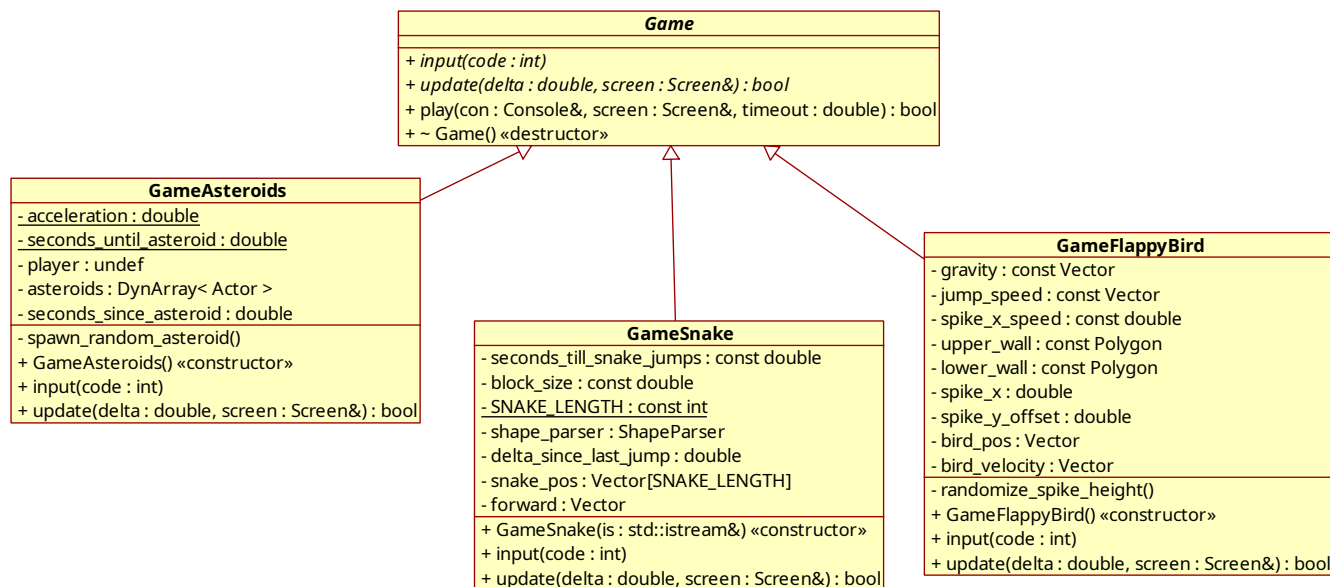 Game
+ input(code : int)
+ update(delta : double, screen : Screen&) : bool
+ play(con : Console&, screen : Screen&, timeout : double) : bool
+ ~ Game() «destructor»
GameAsteroids
- acceleration : double
- seconds_until_asteroid : double
- player : undef
- asteroids : DynArray< Actor >
- seconds_since_asteroid : double
- spawn_random_asteroid()
+ GameAsteroids() «constructor»
+ input(code : int)
+ update(delta : double, screen : Screen&) : bool
GameSnake
- seconds_till_snake_jumps : const double
- block_size : const double
- SNAKE_LENGTH : const int
- shape_parser : ShapeParser
- delta_since_last_jump : double
- snake_pos : Vector[SNAKE_LENGTH]
- forward : Vector
+ GameSnake(is : std::istream&) «constructor»
+ input(code : int)
+ update(delta : double, screen : Screen&) : bool
GameFlappyBird
- gravity : const Vector
- jump_speed : const Vector
- spike_x_speed : const double
- upper_wall : const Polygon
- lower_wall : const Polygon
- spike_x : double
- spike_y_offset : double
- bird_pos : Vector
- bird_velocity : Vector
- randomize_spike_height()
+ GameFlappyBird() «constructor»
+ input(code : int)
+ update(delta : double, screen : Screen&) : bool